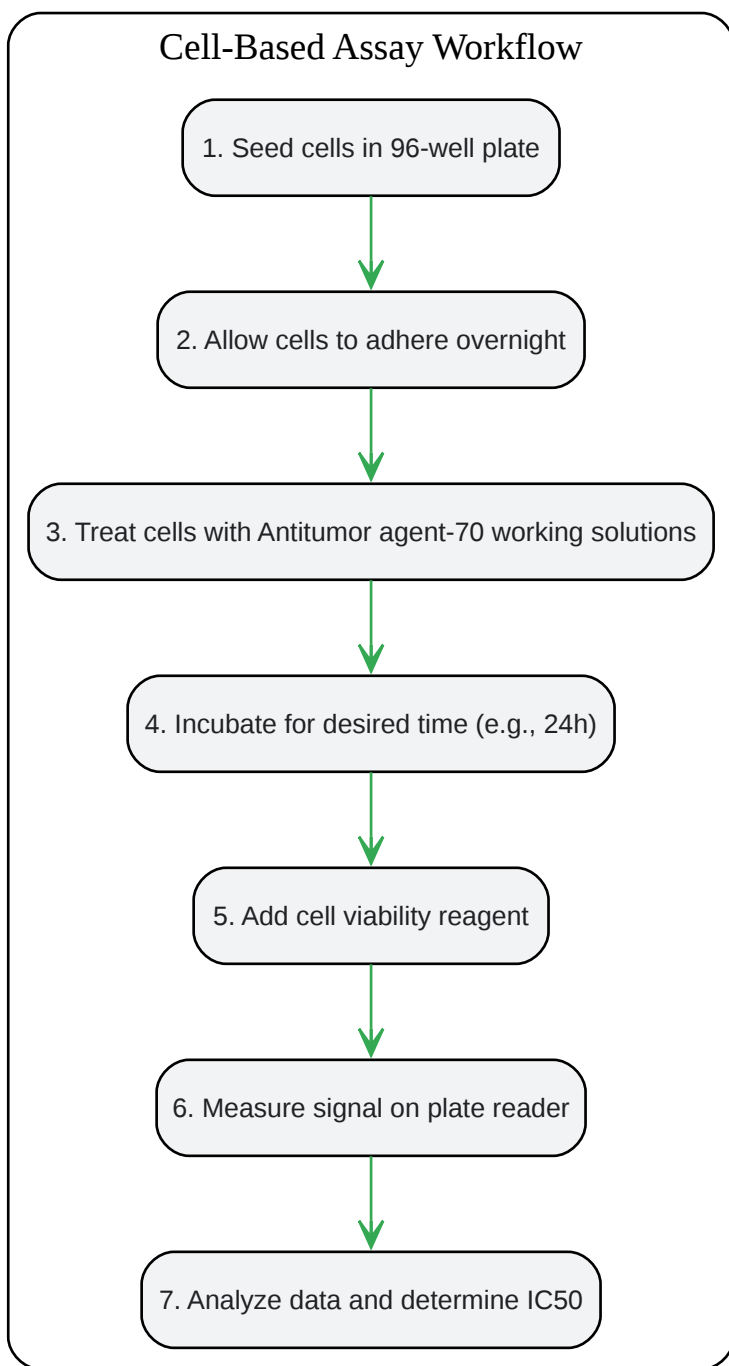 Cell-Based Assay Workflow
1. Seed cells in 96-well plate
2. Allow cells to adhere overnight
3. Treat cells with Antitumor agent-70 working solutions
4. Incubate for desired time (e.g., 24h)
5. Add cell viability reagent
6. Measure signal on plate reader
7. Analyze data and determine IC50